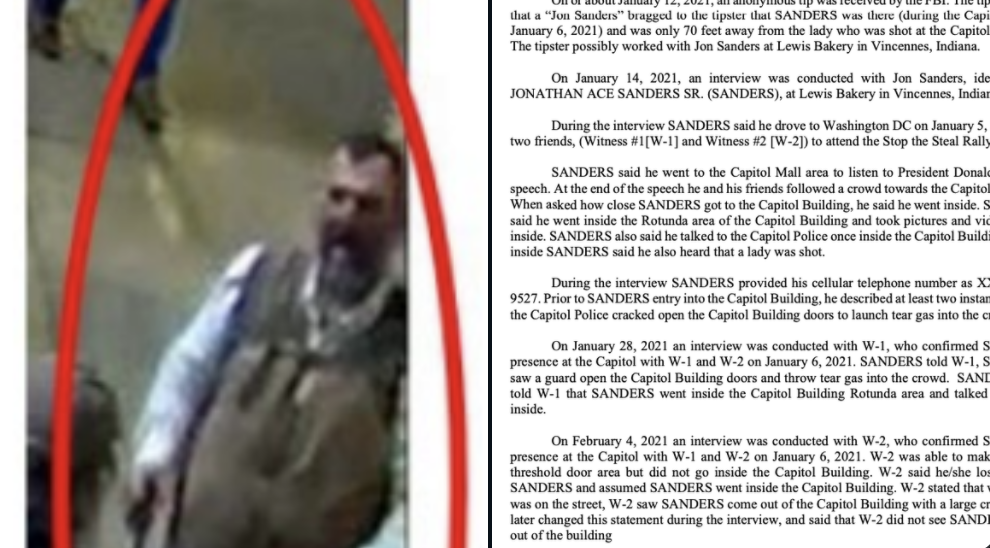 On or about January 12, 2021, an anonymous tip was received by the FBI. The tip
that a “Jon Sanders” bragged to the tipster that SANDERS was there (during the Capi
January 6, 2021) and was only 70 feet away from the lady who was shot at the Capitol
The tipster possibly worked with Jon Sanders at Lewis Bakery in Vincennes, Indiana.
On January 14, 2021, an interview was conducted with Jon Sanders, ide
JONATHAN ACE SANDERS SR. (SANDERS), at Lewis Bakery in Vincennes, Indian
During the interview SANDERS said he drove to Washington DC on January 5,
two friends, (Witness #1[W-1] and Witness #2 [W-2]) to attend the Stop the Steal Rally
SANDERS said he went to the Capitol Mall area to listen to President Donald
speech. At the end of the speech he and his friends followed a crowd towards the Capitol
When asked how close SANDERS got to the Capitol Building, he said he went inside. S
said he went inside the Rotunda area of the Capitol Building and took pictures and vid
inside. SANDERS also said he talked to the Capitol Police once inside the Capitol Buildi
inside SANDERS said he also heard that a lady was shot.
During the interview SANDERS provided his cellular telephone number as XX
9527. Prior to SANDERS entry into the Capitol Building, he described at least two instan
the Capitol Police cracked open the Capitol Building doors to launch tear gas into the cr
On January 28, 2021 an interview was conducted with W-1, who confirmed S
presence at the Capitol with W-1 and W-2 on January 6, 2021. SANDERS told W-1, S
saw a guard open the Capitol Building doors and throw tear gas into the crowd. SAND
told W-1 that SANDERS went inside the Capitol Building Rotunda area and talked
inside.
On February 4, 2021 an interview was conducted with W-2, who confirmed S
presence at the Capitol with W-1 and W-2 on January 6, 2021. W-2 was able to mak
threshold door area but did not go inside the Capitol Building. W-2 said he/she los
SANDERS and assumed SANDERS went inside the Capitol Building. W-2 stated that
was on the street, W-2 saw SANDERS come out of the Capitol Building with a large cr
later changed this statement during the interview, and said that W-2 did not see SANDE
out of the building